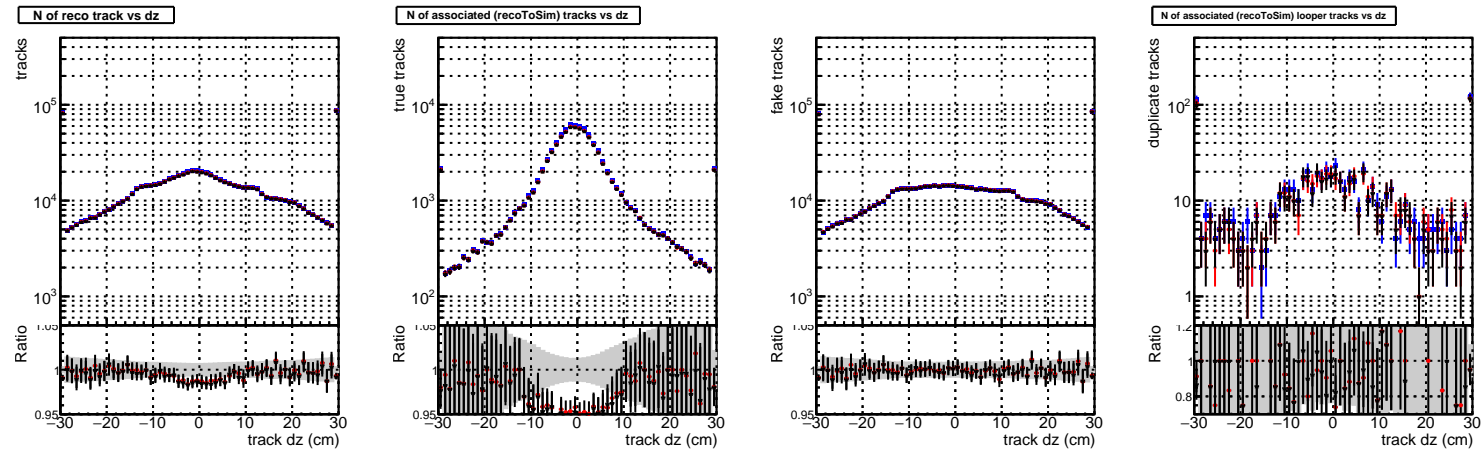 N of reco track vs dz
tracks
10^5
10^4
10^3
Ratio
1.05
1
0.95
−30 −20 −10 0 10 20 30
track dz (cm)
N of associated (recoToSim) tracks vs dz
true tracks
10^4
10^3
10^2
Ratio
1.05
1
0.95
−30 −20 −10 0 10 20 30
track dz (cm)
fake tracks
10^5
10^4
10^3
Ratio
1.05
1
0.95
−30 −20 −10 0 10 20 30
track dz (cm)
N of associated (recoToSim) looper tracks vs dz
duplicate tracks
10^2
10
1
Ratio
1.2
1
0.8
−30 −20 −10 0 10 20 30
track dz (cm)